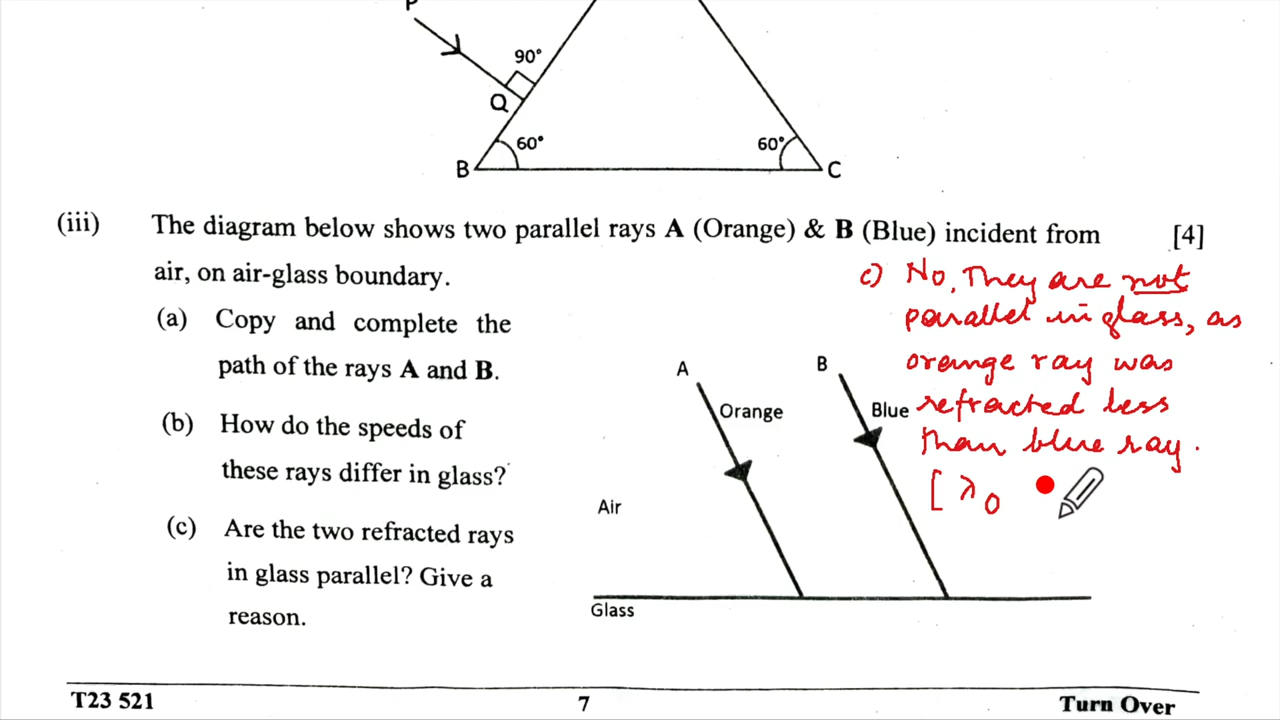 P
90°
Q
60°
60°
B
C
(iii) The diagram below shows two parallel rays A (Orange) & B (Blue) incident from [4]
air, on air-glass boundary.
(a) Copy and complete the
path of the rays A and B.
(b) How do the speeds of
these rays differ in glass?
(c) Are the two refracted rays
in glass parallel? Give a
reason.
c) No, They are not
parallel in glass, as
orange ray was
refracted less
than blue ray.
[ λo
A
B
Orange
Blue
Air
Glass
T23 521
7
Turn Over